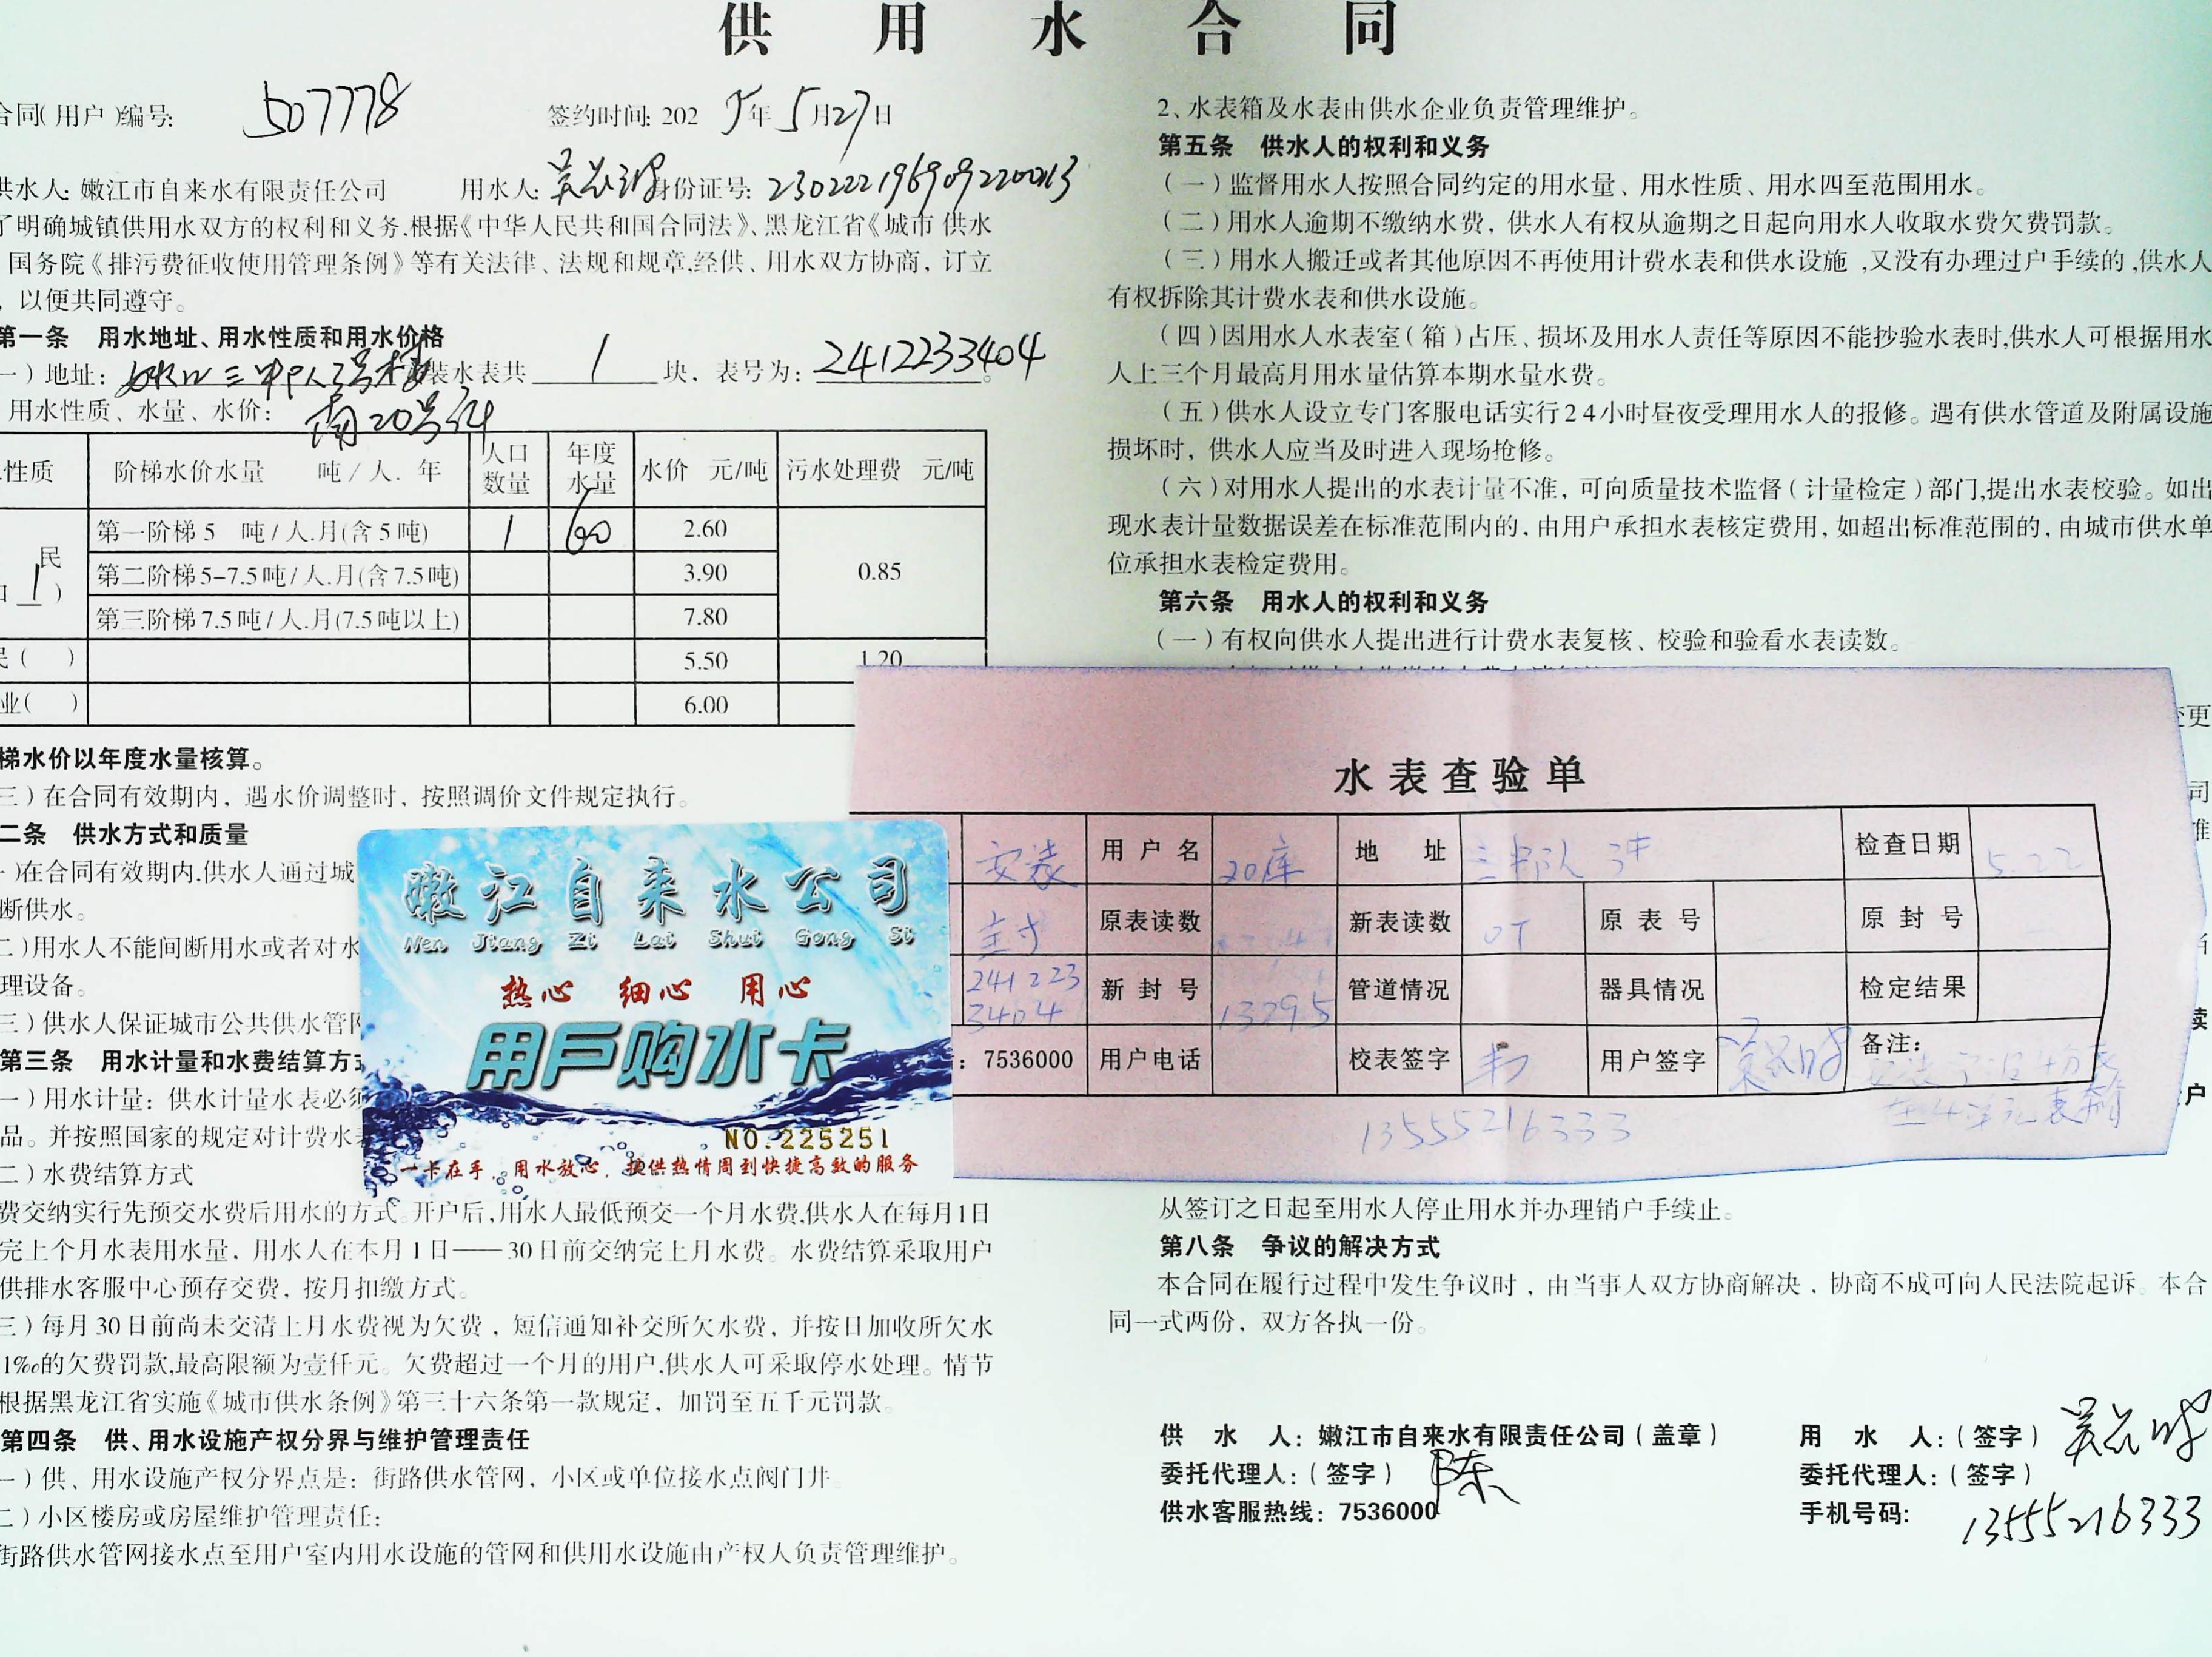 供用水合同
合同(用户)编号: 507778 签约时间: 2025年5月27日
供水人: 嫩江市自来水有限责任公司 用水人: 身份证号:
了明确城镇供用水双方的权利和义务.根据《中华人民共和国合同法》、黑龙江省《城市 供水
国务院《排污费征收使用管理条例》等有关法律、法规和规章,经供、用水双方协商，订立
，以便共同遵守。
第一条 用水地址、用水性质和用水价格
一)地址: 装水表共 1 块，表号为: 2412233404。
用水性质、水量、水价: 20号
性质 阶梯水价水量 吨/人.年 人口数量 年度水量 水价 元/吨 污水处理费 元/吨
民 1 ) 第一阶梯5 吨/人.月(含5吨) 1 60 2.60 0.85
第二阶梯5-7.5吨/人.月(含7.5吨) 3.90
第三阶梯7.5吨/人.月(7.5吨以上) 7.80
民( ) 5.50 1.20
业( ) 6.00
梯水价以年度水量核算。
三)在合同有效期内，遇水价调整时，按照调价文件规定执行。
二条 供水方式和质量
)在合同有效期内.供水人通过城
断供水。
二)用水人不能间断用水或者对水
理设备。
三)供水人保证城市公共供水管网
第三条 用水计量和水费结算方式
一)用水计量：供水计量水表必须
品。并按照国家的规定对计费水表
二)水费结算方式
费交纳实行先预交水费后用水的方式。开户后,用水人最低预交一个月水费,供水人在每月1日
完上个月水表用水量，用水人在本月1日——30日前交纳完上月水费。水费结算采取用户
供排水客服中心预存交费，按月扣缴方式。
三)每月30日前尚未交清上月水费视为欠费，短信通知补交所欠水费，并按日加收所欠水
1‰的欠费罚款,最高限额为壹仟元。欠费超过一个月的用户,供水人可采取停水处理。情节
根据黑龙江省实施《城市供水条例》第三十六条第一款规定，加罚至五千元罚款。
第四条 供、用水设施产权分界与维护管理责任
一)供、用水设施产权分界点是：街路供水管网，小区或单位接水点阀门井
二)小区楼房或房屋维护管理责任:
街路供水管网接水点至用户室内用水设施的管网和供用水设施由产权人负责管理维护。
2、水表箱及水表由供水企业负责管理维护。
第五条 供水人的权利和义务
(一)监督用水人按照合同约定的用水量、用水性质、用水四至范围用水。
(二)用水人逾期不缴纳水费，供水人有权从逾期之日起向用水人收取水费欠费罚款。
(三)用水人搬迁或者其他原因不再使用计费水表和供水设施,又没有办理过户手续的,供水人
有权拆除其计费水表和供水设施。
(四)因用水人水表室(箱)占压、损坏及用水人责任等原因不能抄验水表时,供水人可根据用水
人上三个月最高月用水量估算本期水量水费。
(五)供水人设立专门客服电话实行24小时昼夜受理用水人的报修。遇有供水管道及附属设施
损坏时，供水人应当及时进入现场抢修。
(六)对用水人提出的水表计量不准，可向质量技术监督(计量检定)部门,提出水表校验。如出
现水表计量数据误差在标准范围内的，由用户承担水表核定费用，如超出标准范围的，由城市供水单
位承担水表检定费用。
第六条 用水人的权利和义务
(一)有权向供水人提出进行计费水表复核、校验和验看水表读数。
更
司
准
当
续
户
从签订之日起至用水人停止用水并办理销户手续止。
第八条 争议的解决方式
本合同在履行过程中发生争议时，由当事人双方协商解决，协商不成可向人民法院起诉。本合
同一式两份，双方各执一份。
供 水 人: 嫩江市自来水有限责任公司(盖章)
委托代理人:(签字) 陈
供水客服热线: 7536000
用 水 人:(签字)
委托代理人:(签字)
手机号码: 13555216333
水表查验单
安装 用户名 20库 地 址 检查日期 5.22
原表读数 新表读数 0T 原表号 原封号
2412233404 新封号 13295 管道情况 器具情况 检定结果
: 7536000 用户电话 校表签字 用户签字 备注:
13555216333
嫩江自来水公司
Nen Jiang Zi Lai Shui Gong Si
热心 细心 用心
用户购水卡
NO.225251
一卡在手，用水放心，提供热情周到快捷高效的服务